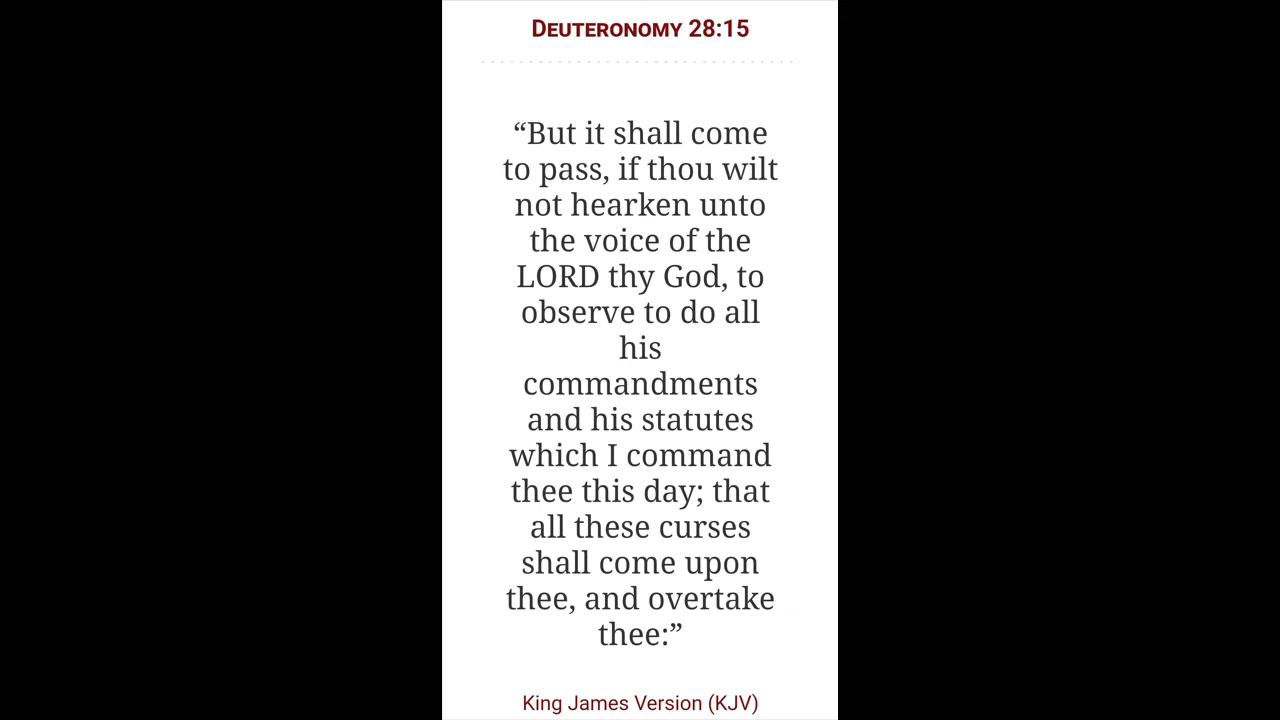 Deuteronomy 28:15
“But it shall come
to pass, if thou wilt
not hearken unto
the voice of the
LORD thy God, to
observe to do all
his
commandments
and his statutes
which I command
thee this day; that
all these curses
shall come upon
thee, and overtake
thee:”
King James Version (KJV)